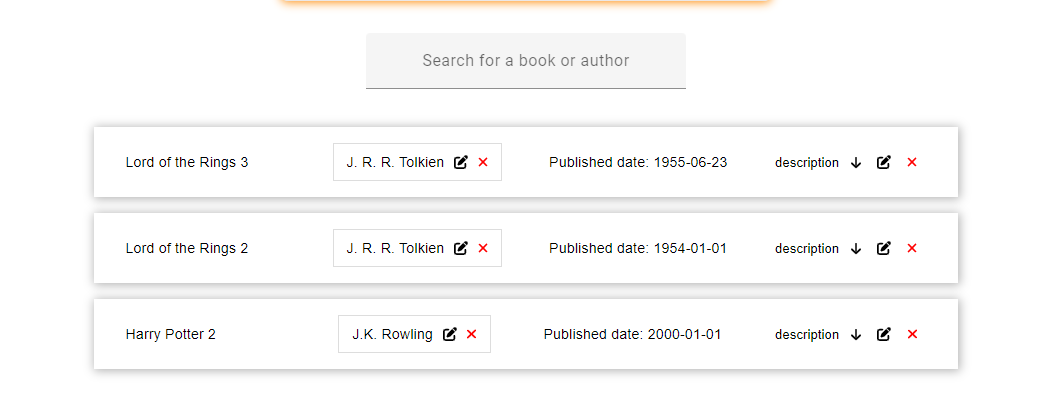 Search for a book or author
Lord of the Rings 3 J. R. R. Tolkien Published date: 1955-06-23 description
Lord of the Rings 2 J. R. R. Tolkien Published date: 1954-01-01 description
Harry Potter 2 J.K. Rowling Published date: 2000-01-01 description